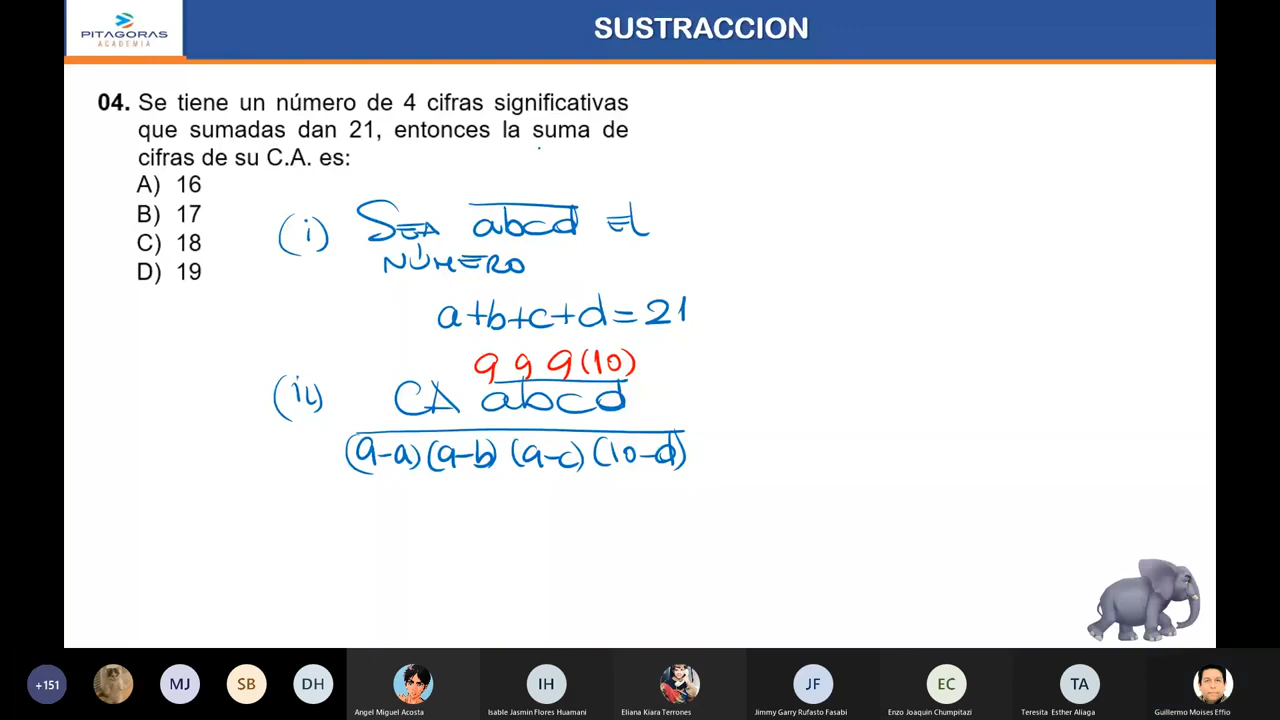 PITAGORAS
ACADEMIA
SUSTRACCION
04. Se tiene un número de 4 cifras significativas
que sumadas dan 21, entonces la suma de
cifras de su C.A. es:
A) 16
B) 17
C) 18
D) 19
(i) SEA abcd El
NÚMERO
a+b+c+d=21
9 9 9(10)
(ii) CA abcd
(9-a)(9-b)(9-c)(10-d)
+151
MJ
SB
DH
IH
JF
EC
TA
Angel Miguel Acosta
Isable Jasmin Flores Huamani
Eliana Kiara Terrones
Jimmy Garry Rufasto Fasabi
Enzo Joaquin Chumpitazi
Teresita Esther Aliaga
Guillermo Moises Effio